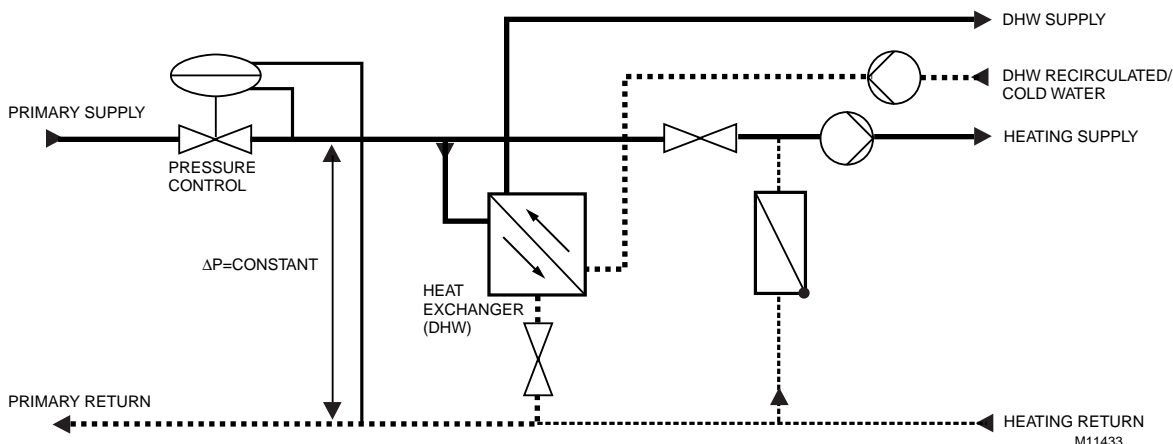 DHW SUPPLY
DHW RECIRCULATED/
COLD WATER
PRIMARY SUPPLY
HEATING SUPPLY
PRESSURE
CONTROL
ΔP=CONSTANT
HEAT
EXCHANGER
(DHW)
PRIMARY RETURN
HEATING RETURN
M11433